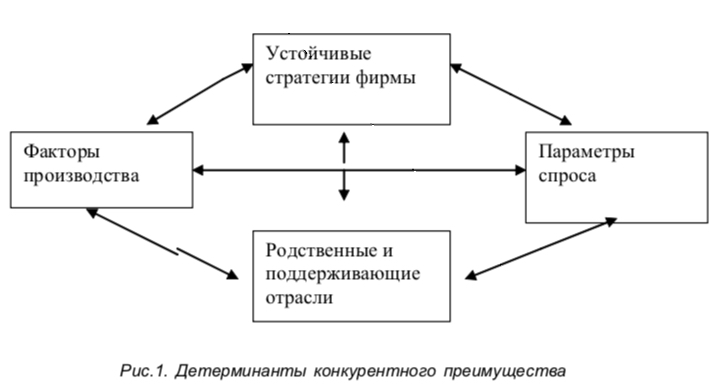 Устойчивые
стратегии фирмы
Факторы
производства
Параметры
спроса
Родственные и
поддерживающие
отрасли
Рис.1. Детерминанты конкурентного преимущества